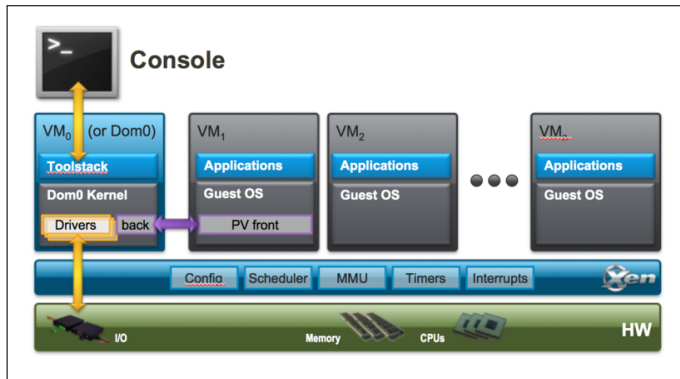 >_
Console
VM0 (or Dom0)
Toolstack
Dom0 Kernel
Drivers
back
VM1
Applications
Guest OS
PV front
VM2
Applications
Guest OS
Applications
Guest OS
Config
Scheduler
MMU
Timers
Interrupts
Xen
I/O
Memory
CPUs
HW